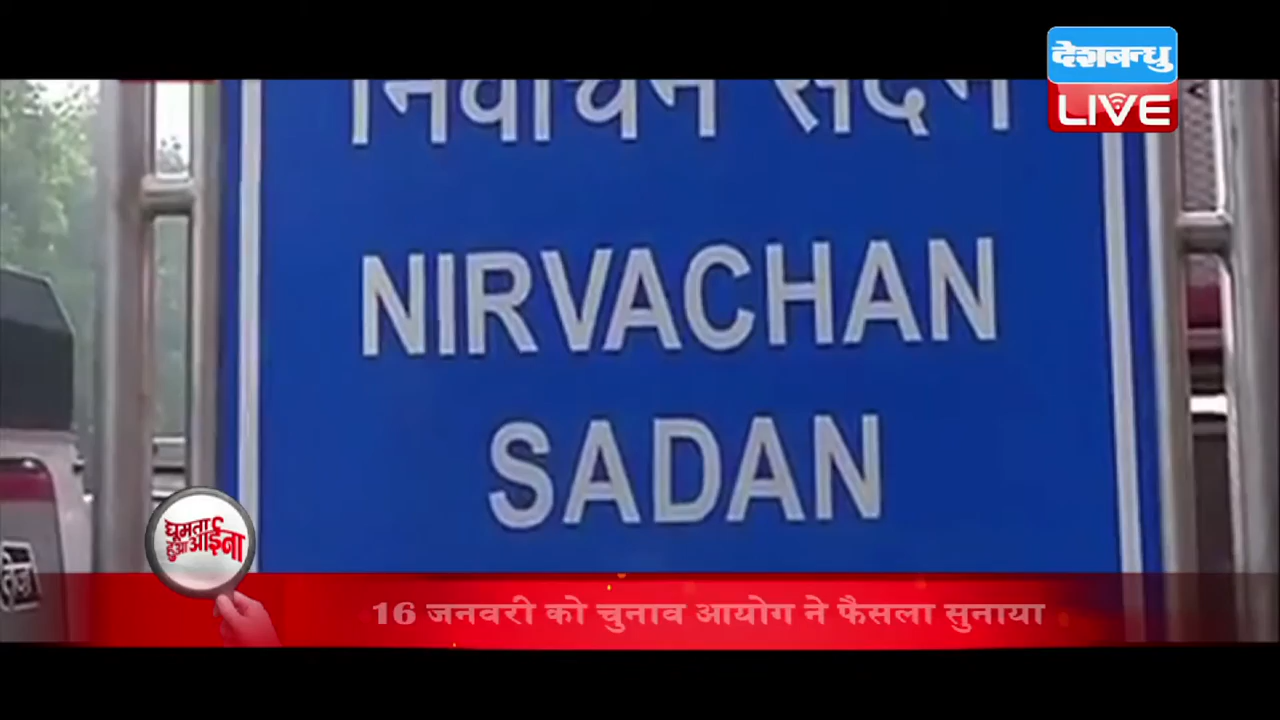 देशबन्धु
LIVE
निर्वाचन सदन
NIRVACHAN
SADAN
घूमता
हुआ आईना
16 जनवरी को चुनाव आयोग ने फैसला सुनाया